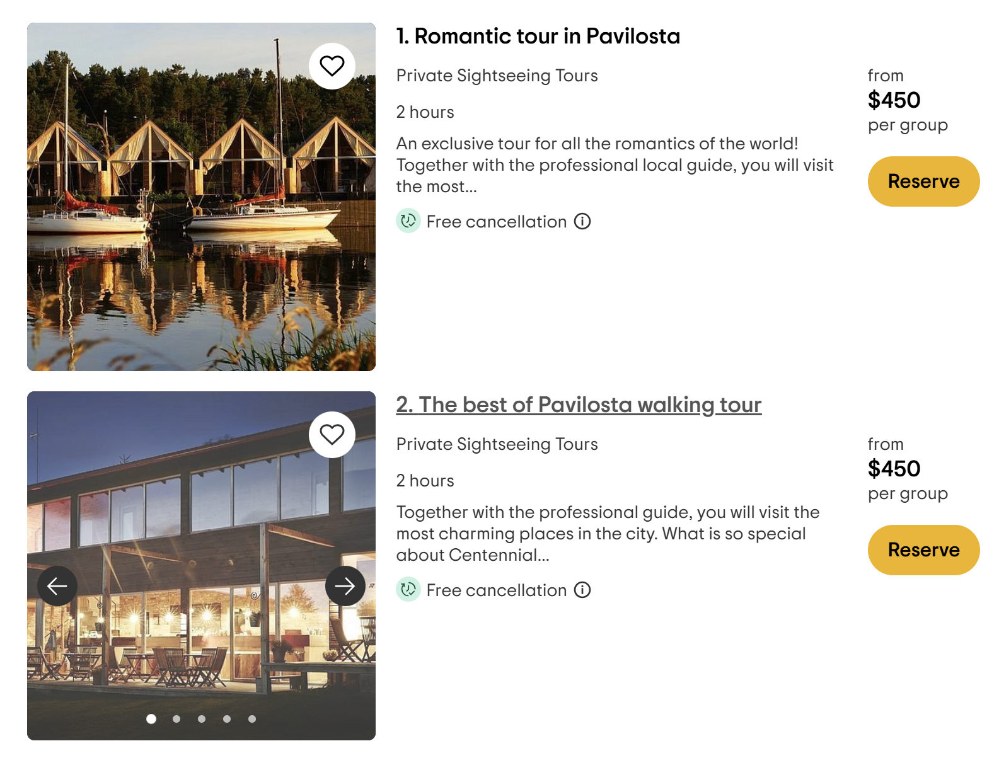 1. Romantic tour in Pavilosta
Private Sightseeing Tours
from
$450
per group
2 hours
An exclusive tour for all the romantics of the world!
Together with the professional local guide, you will visit
the most...
Reserve
Free cancellation
2. The best of Pavilosta walking tour
Private Sightseeing Tours
from
$450
per group
2 hours
Together with the professional guide, you will visit the
most charming places in the city. What is so special
about Centennial...
Reserve
Free cancellation